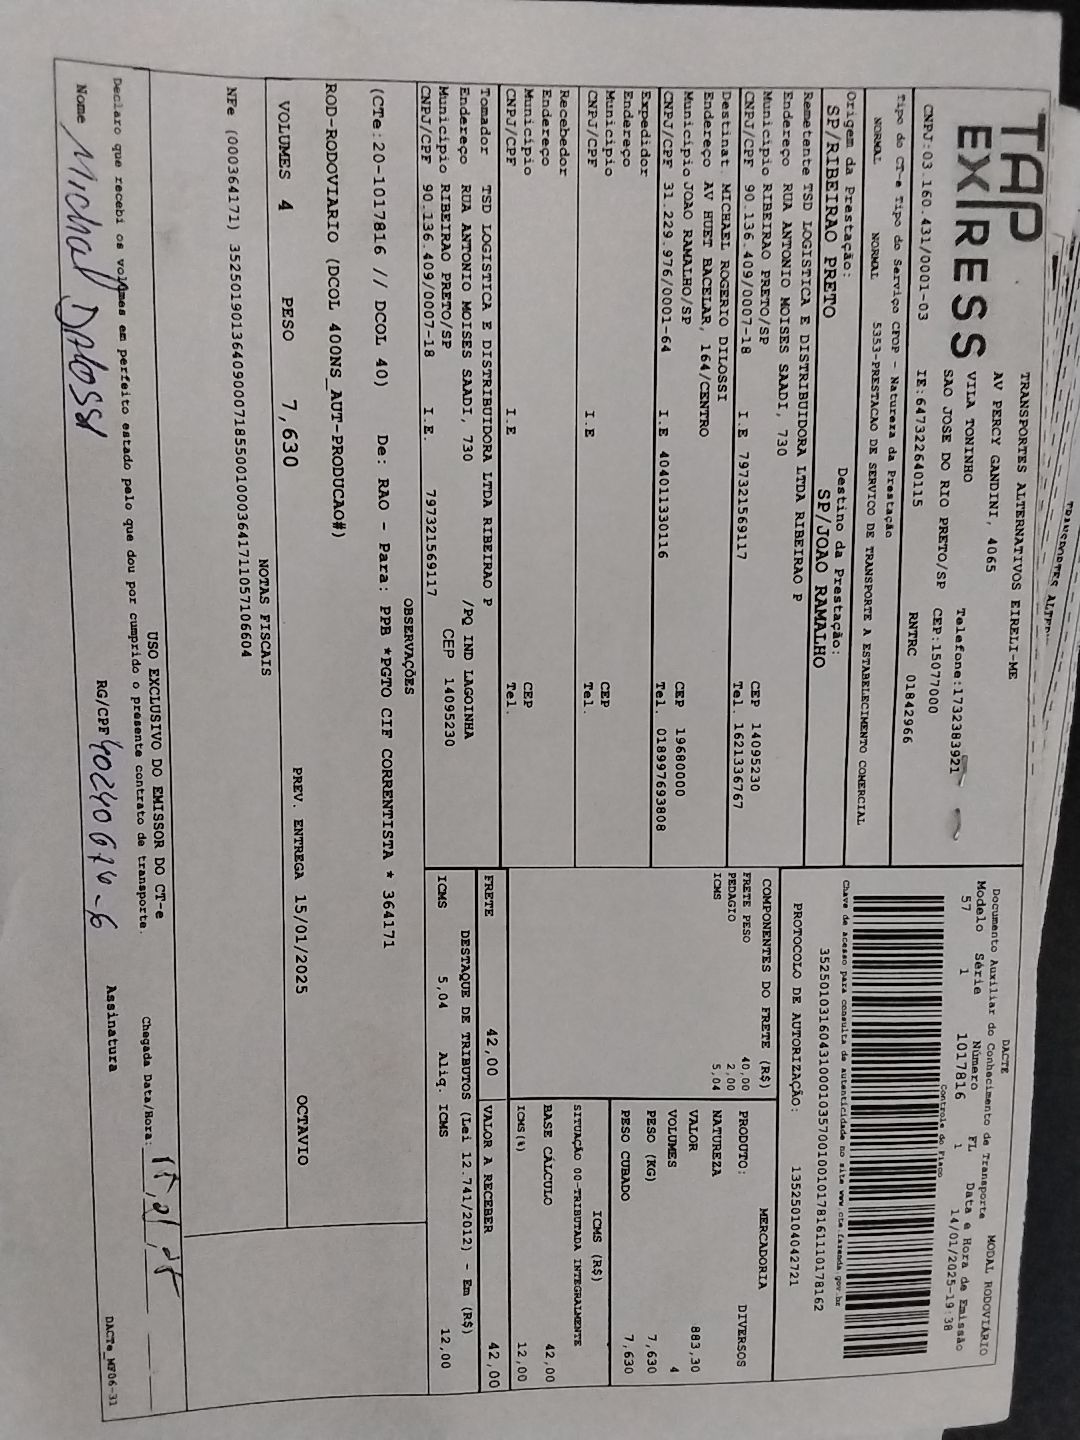 TRANSPORTES ALTER
TAP
EXPRESS
TRANSPORTES ALTERNATIVOS EIRELI-ME
AV PERCY GANDINI, 4065
VILA TONINHO
Telefone:1732383921
SAO JOSE DO RIO PRETO/SP CEP:15077000
CNPJ:03.160.431/0001-03 IE:647322640115 RNTRC 01842966
Tipo do CT-e Tipo do Serviço CFOP - Natureza da Prestação
NORMAL NORMAL 5353-PRESTACAO DE SERVICO DE TRANSPORTE A ESTABELECIMENTO COMERCIAL
Origem da Prestação: Destino da Prestação:
SP/RIBEIRAO PRETO SP/JOAO RAMALHO
DACTE
Documento Auxiliar do Conhecimento de Transporte MODAL RODOVIÁRIO
Modelo Série Número FL Data e Hora de Emissão
57 1 1017816 1 14/01/2025-19:38
Controle do Fisco
Chave de acesso para consulta de autenticidade no site www.cte.fazenda.gov.br
35250103160431000103570010010178161110178162
PROTOCOLO DE AUTORIZAÇÃO: 135250104042721
Remetente TSD LOGISTICA E DISTRIBUIDORA LTDA RIBEIRAO P
Endereço RUA ANTONIO MOISES SAADI, 730
Municipio RIBEIRAO PRETO/SP CEP 14095230
CNPJ/CPF 90.136.409/0007-18 I.E 797321569117 Tel. 1621336767
Destinat. MICHAEL ROGERIO DILOSSI
Endereço AV HUET BACELAR, 164/CENTRO
Municipio JOAO RAMALHO/SP CEP 19680000
CNPJ/CPF 31.229.976/0001-64 I.E 404011330116 Tel. 018997693808
Expedidor
Endereço
Municipio CEP
CNPJ/CPF I.E Tel.
Recebedor
Endereço
Municipio CEP
CNPJ/CPF I.E Tel.
Tomador TSD LOGISTICA E DISTRIBUIDORA LTDA RIBEIRAO P
Endereço RUA ANTONIO MOISES SAADI, 730 /PQ IND LAGOINHA
Municipio RIBEIRAO PRETO/SP CEP 14095230
CNPJ/CPF 90.136.409/0007-18 I.E. 797321569117
COMPONENTES DO FRETE (R$)
FRETE PESO 40,00
PEDAGIO 2,00
ICMS 5,04
PRODUTO: MERCADORIA
NATUREZA DIVERSOS
VALOR 883,30
VOLUMES 4
PESO (KG) 7,630
PESO CUBADO 7,630
ICMS (R$)
SITUAÇÃO 00-TRIBUTADA INTEGRALMENTE
BASE CÁLCULO 42,00
ICMS(%) 12,00
FRETE 42,00 VALOR A RECEBER 42,00
DESTAQUE DE TRIBUTOS (Lei 12.741/2012) - Em (R$)
ICMS 5,04 Aliq. ICMS 12,00
OBSERVAÇÕES
(CTe:20-1017816 // DCOL 40) De: RAO - Para: PPB *PGTO CIF CORRENTISTA * 364171
ROD-RODOVIARIO (DCOL 400NS_AUT-PRODUCAO#)
VOLUMES 4 PESO 7,630 PREV. ENTREGA 15/01/2025 OCTAVIO
NOTAS FISCAIS
NFe (000364171) 35250190136409000718550010003641711057106604
USO EXCLUSIVO DO EMISSOR DO CT-e
Declaro que recebi os volumes em perfeito estado pelo que dou por cumprido o presente contrato de transporte. Chegada Data/Hora: 15/01/25
Nome Michael Dilossi RG/CPF 40240674-6 Assinatura
DACTe_MF06-31